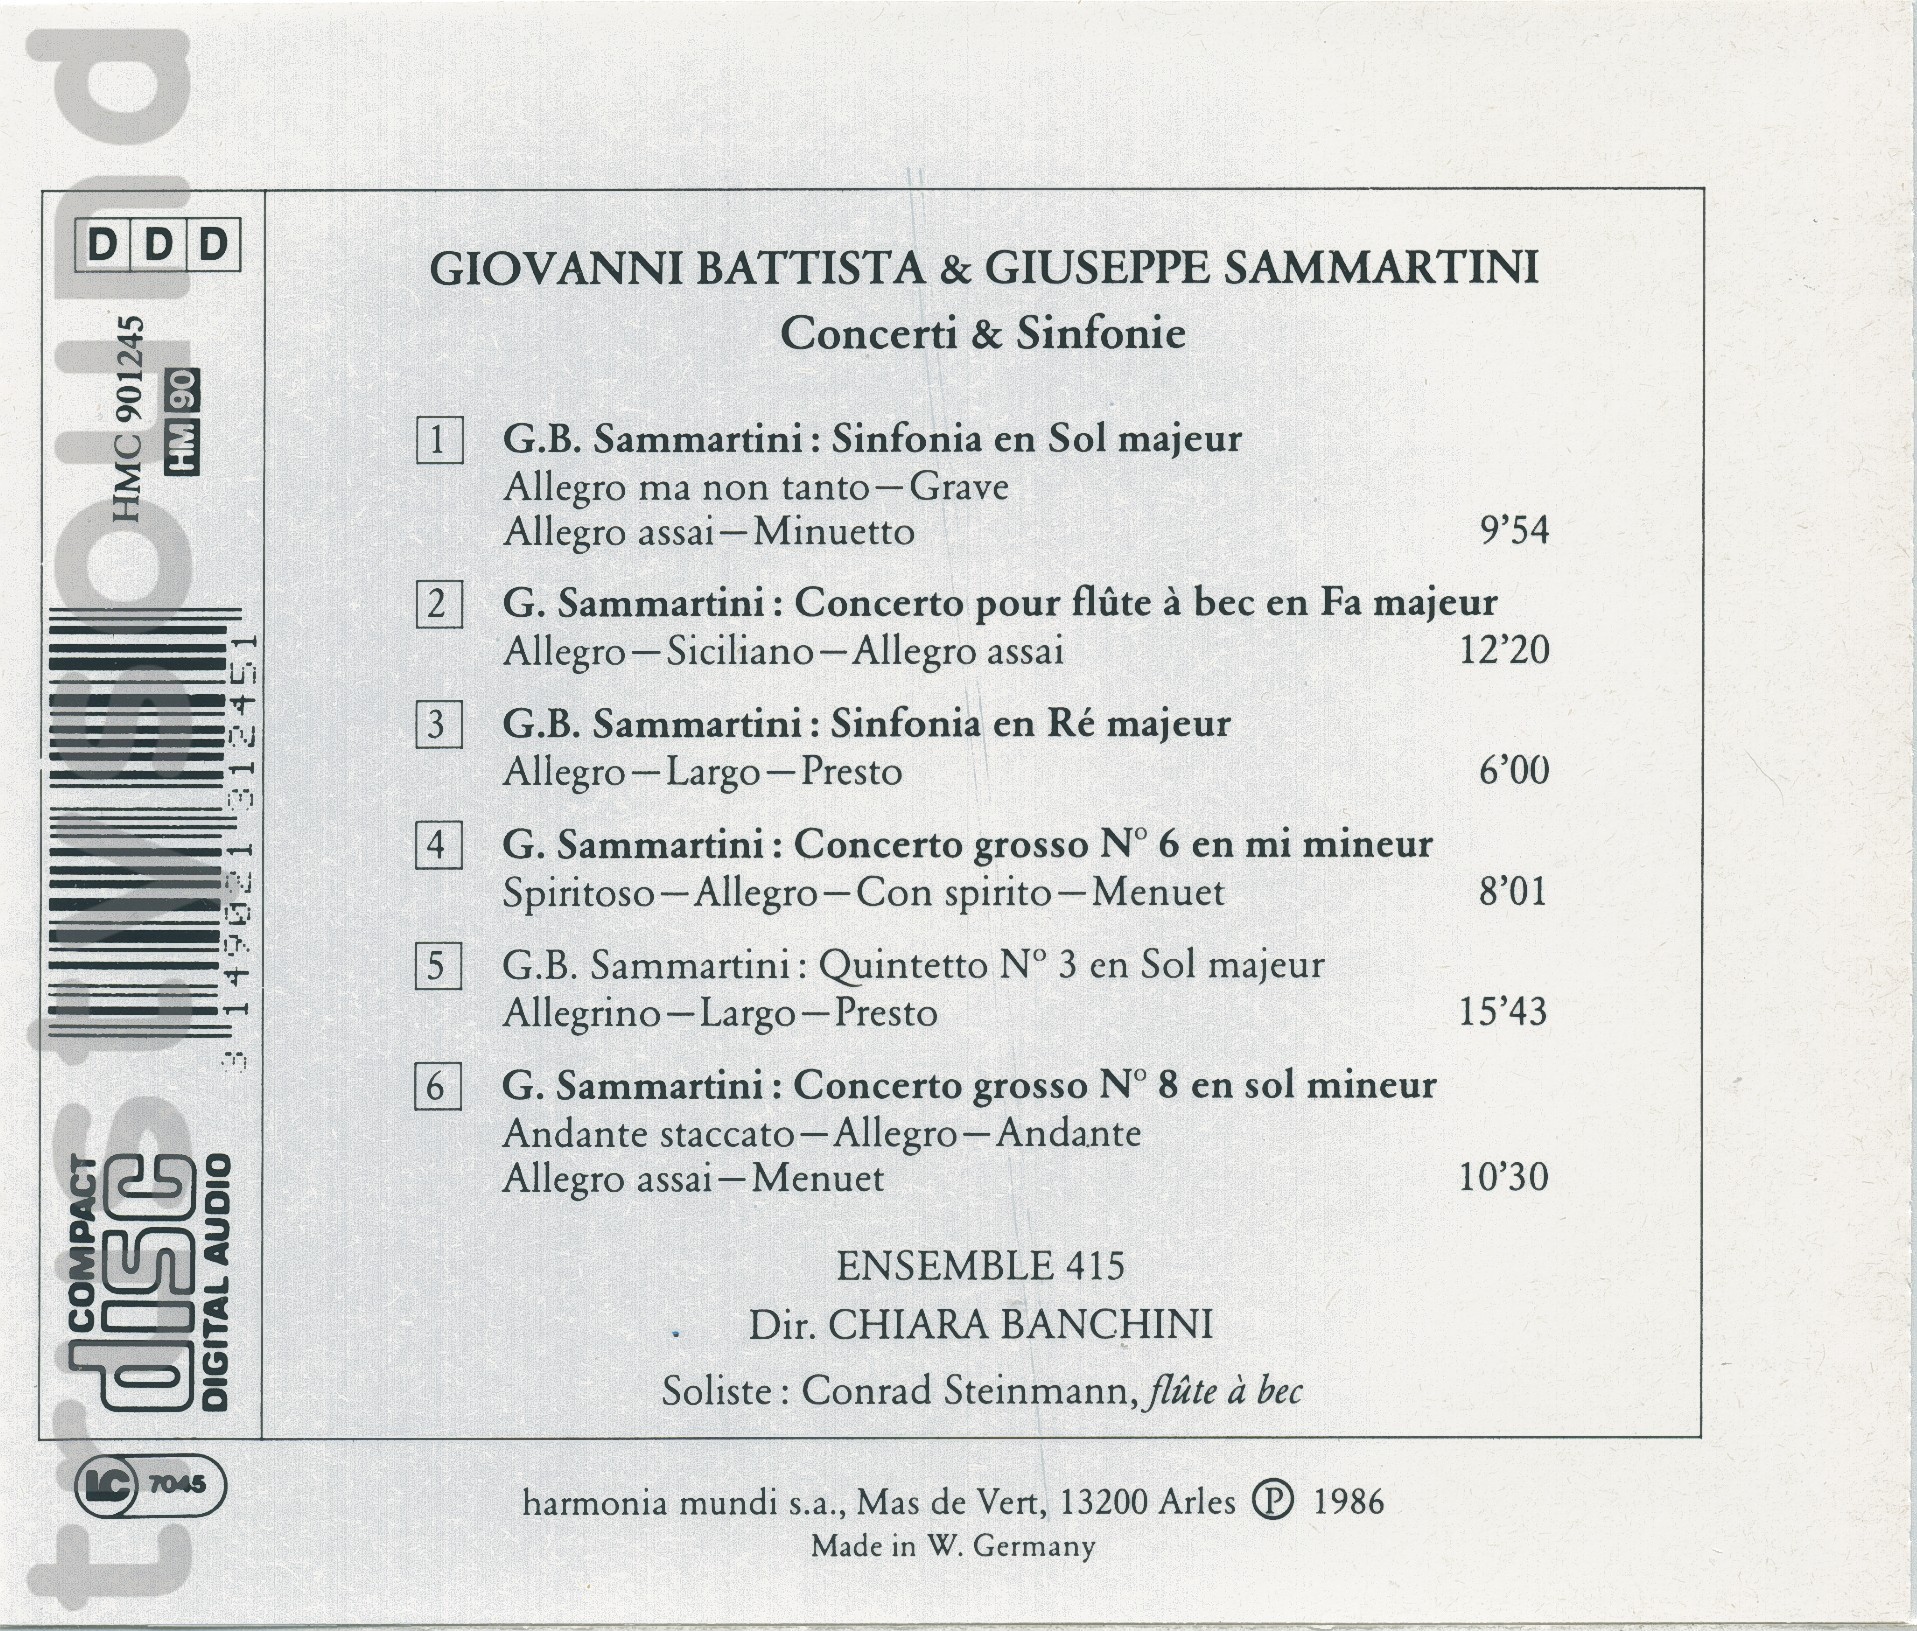 GIOVANNI BATTISTA & GIUSEPPE SAMMARTINI
Concerti & Sinfonie
1 G.B. Sammartini : Sinfonia en Sol majeur
Allegro ma non tanto – Grave
Allegro assai – Minuetto 9’54
2 G. Sammartini : Concerto pour flûte à bec en Fa majeur
Allegro – Siciliano – Allegro assai 12’20
3 G.B. Sammartini : Sinfonia en Ré majeur
Allegro – Largo – Presto 6’00
4 G. Sammartini : Concerto grosso Nº 6 en mi mineur
Spiritoso – Allegro – Con spirito – Menuet 8’01
5 G.B. Sammartini : Quintetto Nº 3 en Sol majeur
Allegrino – Largo – Presto 15’43
6 G. Sammartini : Concerto grosso Nº 8 en sol mineur
Andante staccato – Allegro – Andante
Allegro assai – Menuet 10’30
ENSEMBLE 415
Dir. CHIARA BANCHINI
Soliste : Conrad Steinmann, flûte à bec
harmonia mundi s.a., Mas de Vert, 13200 Arles ℗ 1986
Made in W. Germany
D D D
HMC 901245
HM 90
3 149021 312451
COMPACT
disc
DIGITAL AUDIO
LC 7045
trustmysound